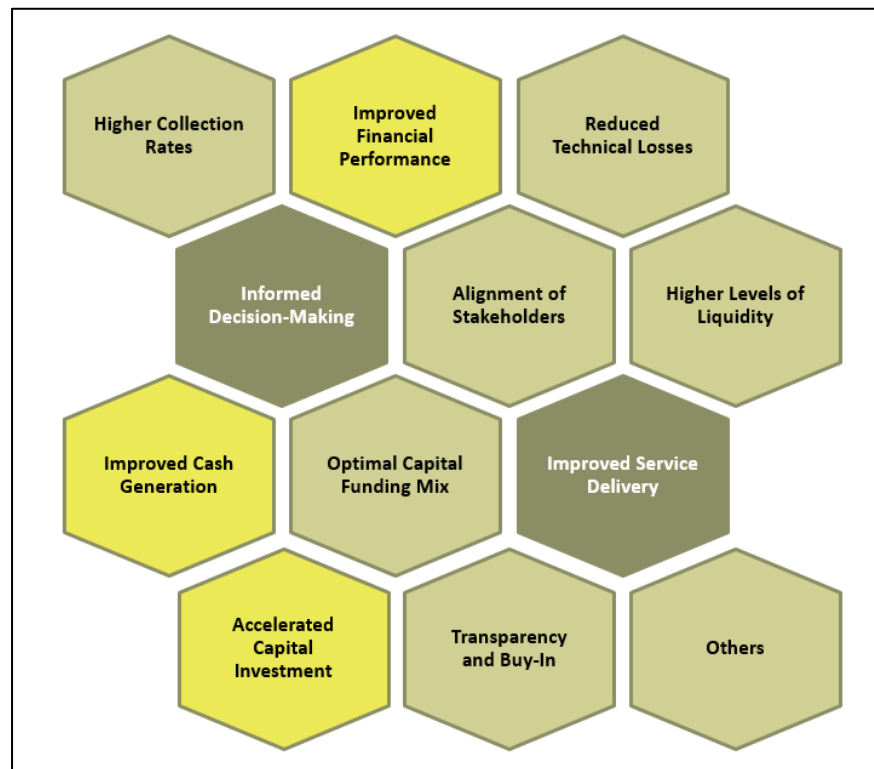 Higher Collection
Rates
Improved
Financial
Performance
Reduced
Technical Losses
Informed
Decision-Making
Alignment of
Stakeholders
Higher Levels of
Liquidity
Improved Cash
Generation
Optimal Capital
Funding Mix
Improved Service
Delivery
Accelerated
Capital
Investment
Transparency
and Buy-In
Others